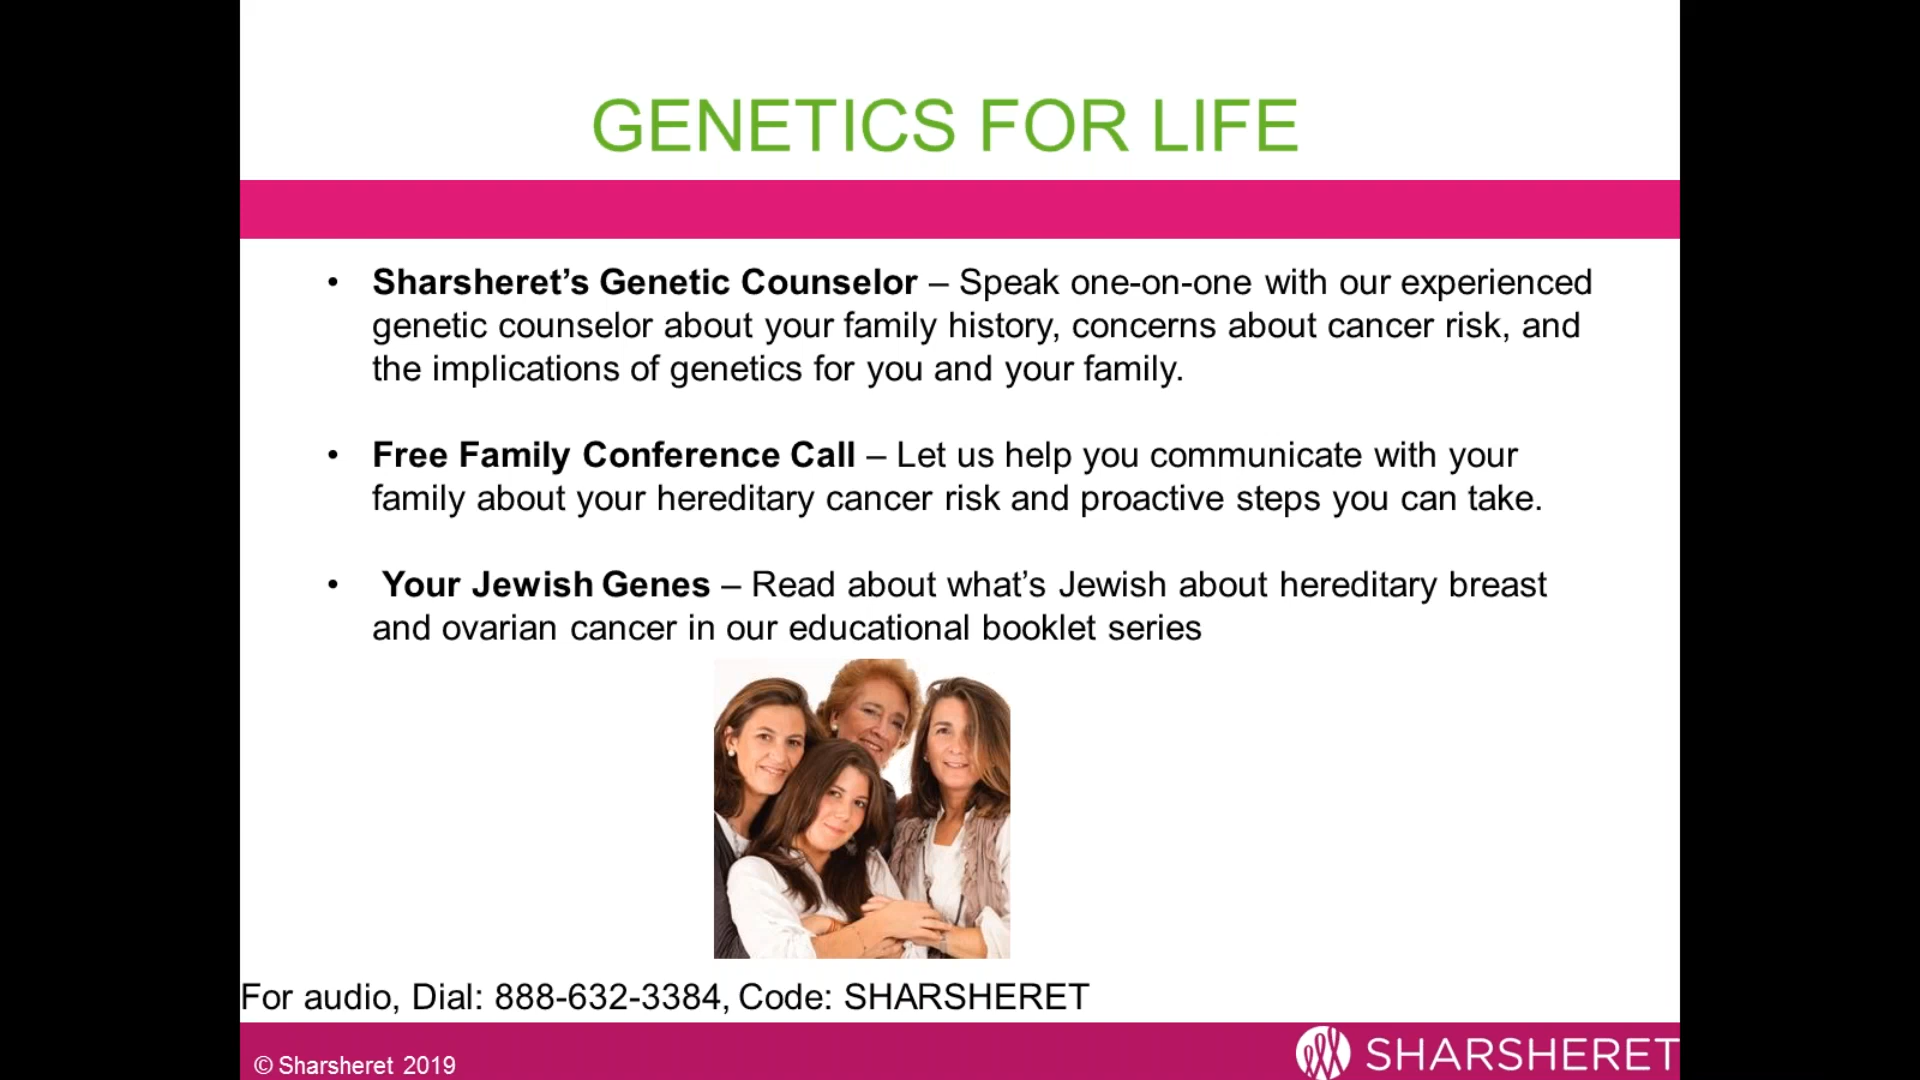 GENETICS FOR LIFE
• Sharsheret’s Genetic Counselor – Speak one-on-one with our experienced
genetic counselor about your family history, concerns about cancer risk, and
the implications of genetics for you and your family.
• Free Family Conference Call – Let us help you communicate with your
family about your hereditary cancer risk and proactive steps you can take.
• Your Jewish Genes – Read about what’s Jewish about hereditary breast
and ovarian cancer in our educational booklet series
For audio, Dial: 888-632-3384, Code: SHARSHERET
© Sharsheret 2019
SHARSHERET